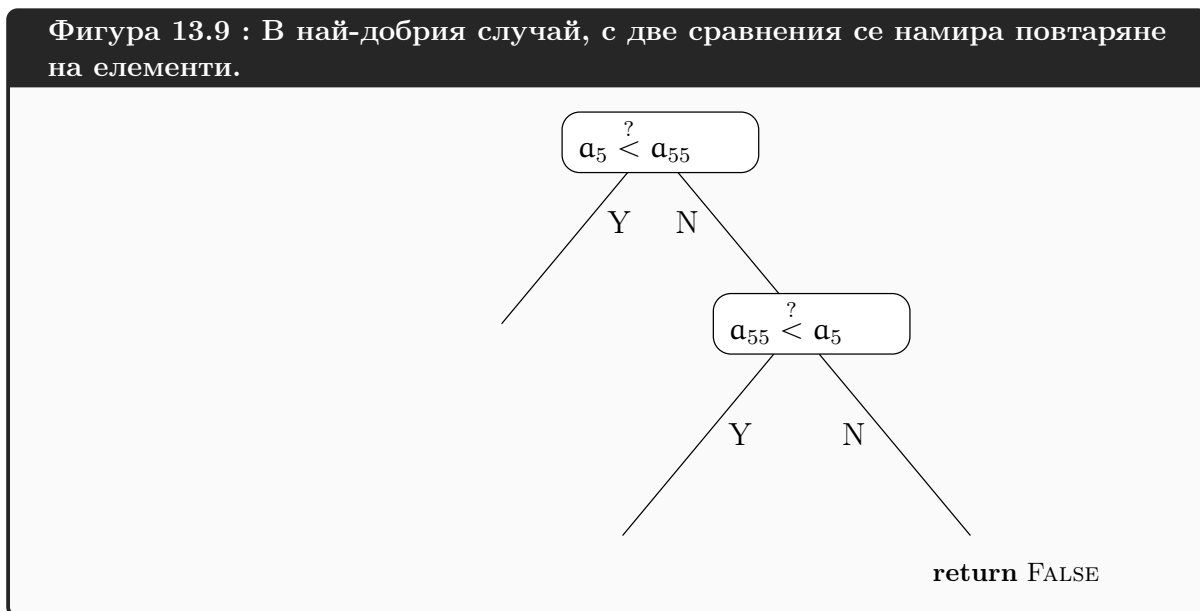 Фигура 13.9 : В най-добрия случай, с две сравнения се намира повтаряне
на елементи.
a₅ <? a₅₅
Y N
a₅₅ <? a₅
Y N
return FALSE